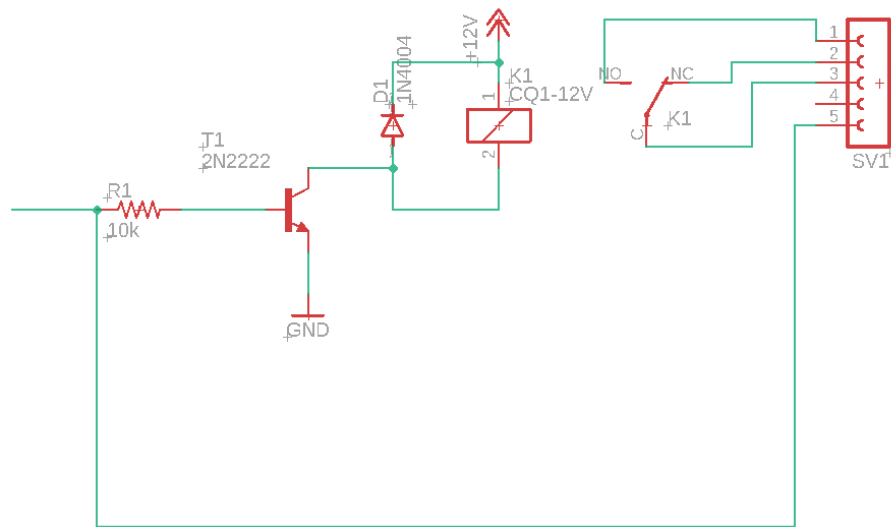 +12V
D1
1N4004
K1
CQ1-12V
1
2
T1
2N2222
R1
10k
GND
NO
NC
C
K1
1
2
3
4
5
SV1